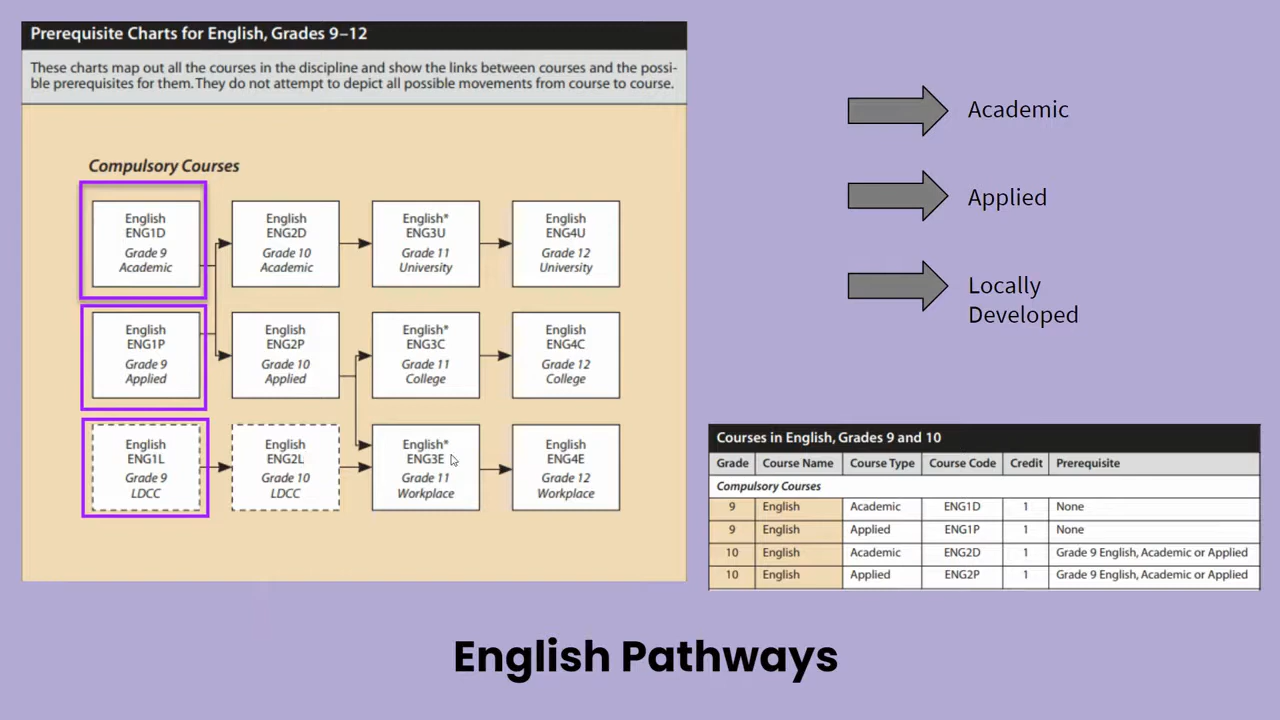 Prerequisite Charts for English, Grades 9–12
These charts map out all the courses in the discipline and show the links between courses and the possi-
ble prerequisites for them. They do not attempt to depict all possible movements from course to course.
Compulsory Courses
English
ENG1D
Grade 9
Academic
English
ENG2D
Grade 10
Academic
English*
ENG3U
Grade 11
University
English
ENG4U
Grade 12
University
English
ENG1P
Grade 9
Applied
English
ENG2P
Grade 10
Applied
English*
ENG3C
Grade 11
College
English
ENG4C
Grade 12
College
English
ENG1L
Grade 9
LDCC
English
ENG2L
Grade 10
LDCC
English*
ENG3E
Grade 11
Workplace
English
ENG4E
Grade 12
Workplace
Academic
Applied
Locally
Developed
Courses in English, Grades 9 and 10
Grade Course Name Course Type Course Code Credit Prerequisite
Compulsory Courses
9 English Academic ENG1D 1 None
9 English Applied ENG1P 1 None
10 English Academic ENG2D 1 Grade 9 English, Academic or Applied
10 English Applied ENG2P 1 Grade 9 English, Academic or Applied
English Pathways